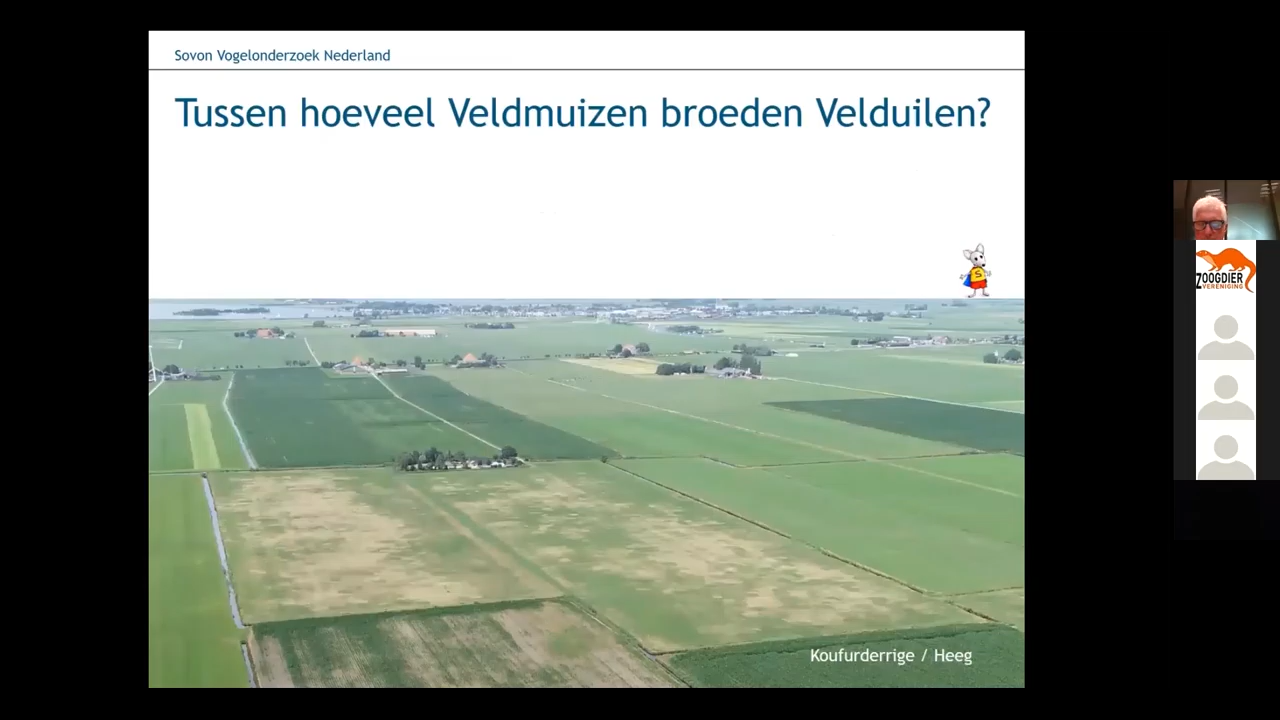 Sovon Vogelonderzoek Nederland
Tussen hoeveel Veldmuizen broeden Velduilen?
S
ZOOGDIER
VERENIGING
Koufurderrige / Heeg